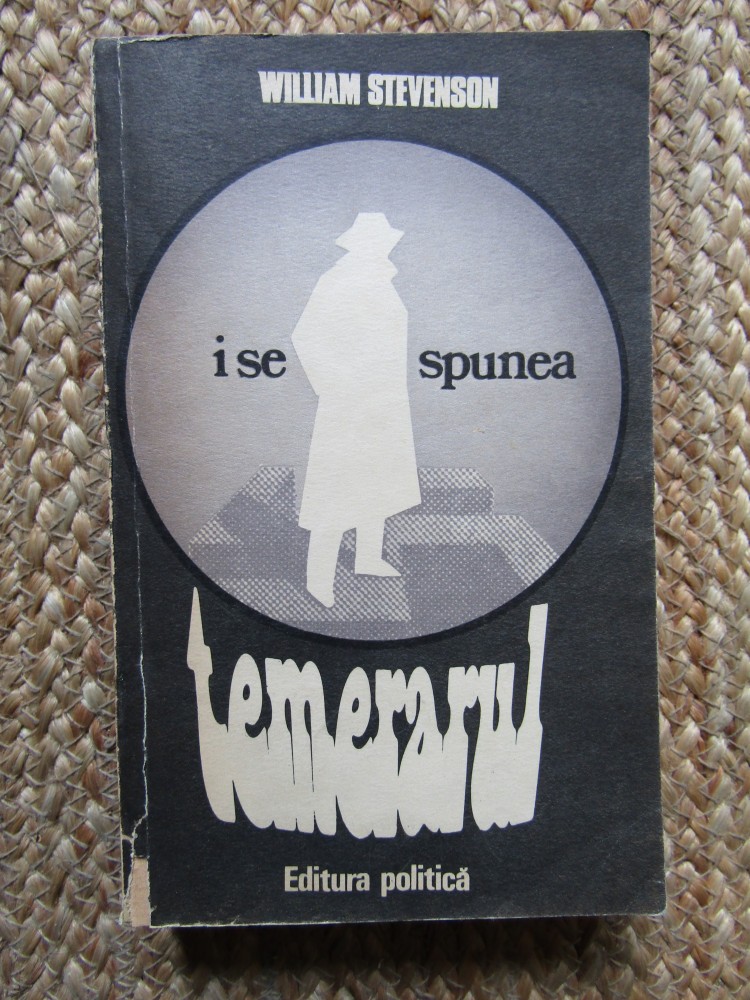 WILLIAM STEVENSON
i se spunea
temerarul
Editura politică